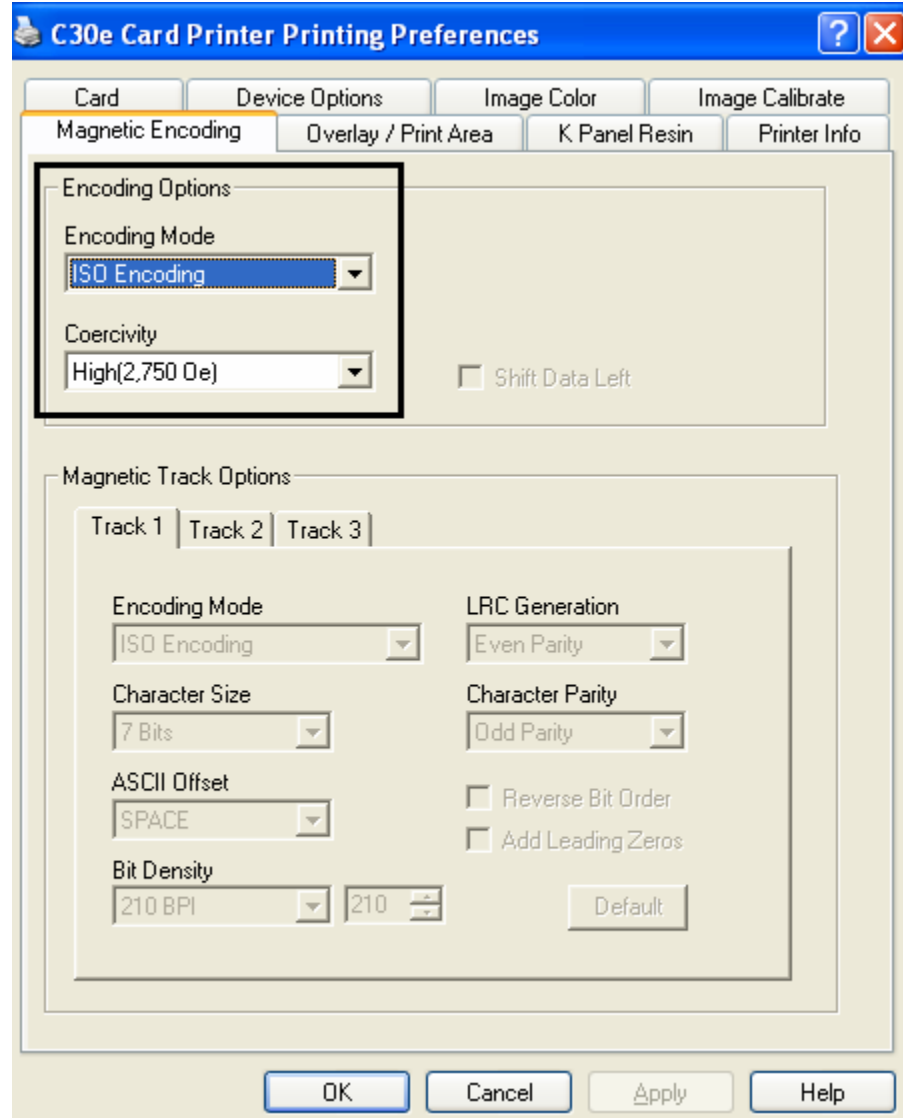 C30e Card Printer Printing Preferences
Card Device Options Image Color Image Calibrate
Magnetic Encoding Overlay / Print Area K Panel Resin Printer Info
Encoding Options
Encoding Mode
ISO Encoding
Coercivity
High(2,750 Oe)
Shift Data Left
Magnetic Track Options
Track 1 Track 2 Track 3
Encoding Mode LRC Generation
ISO Encoding Even Parity
Character Size Character Parity
7 Bits Odd Parity
ASCII Offset
SPACE
Reverse Bit Order
Add Leading Zeros
Bit Density
210 BPI 210 Default
OK Cancel Apply Help